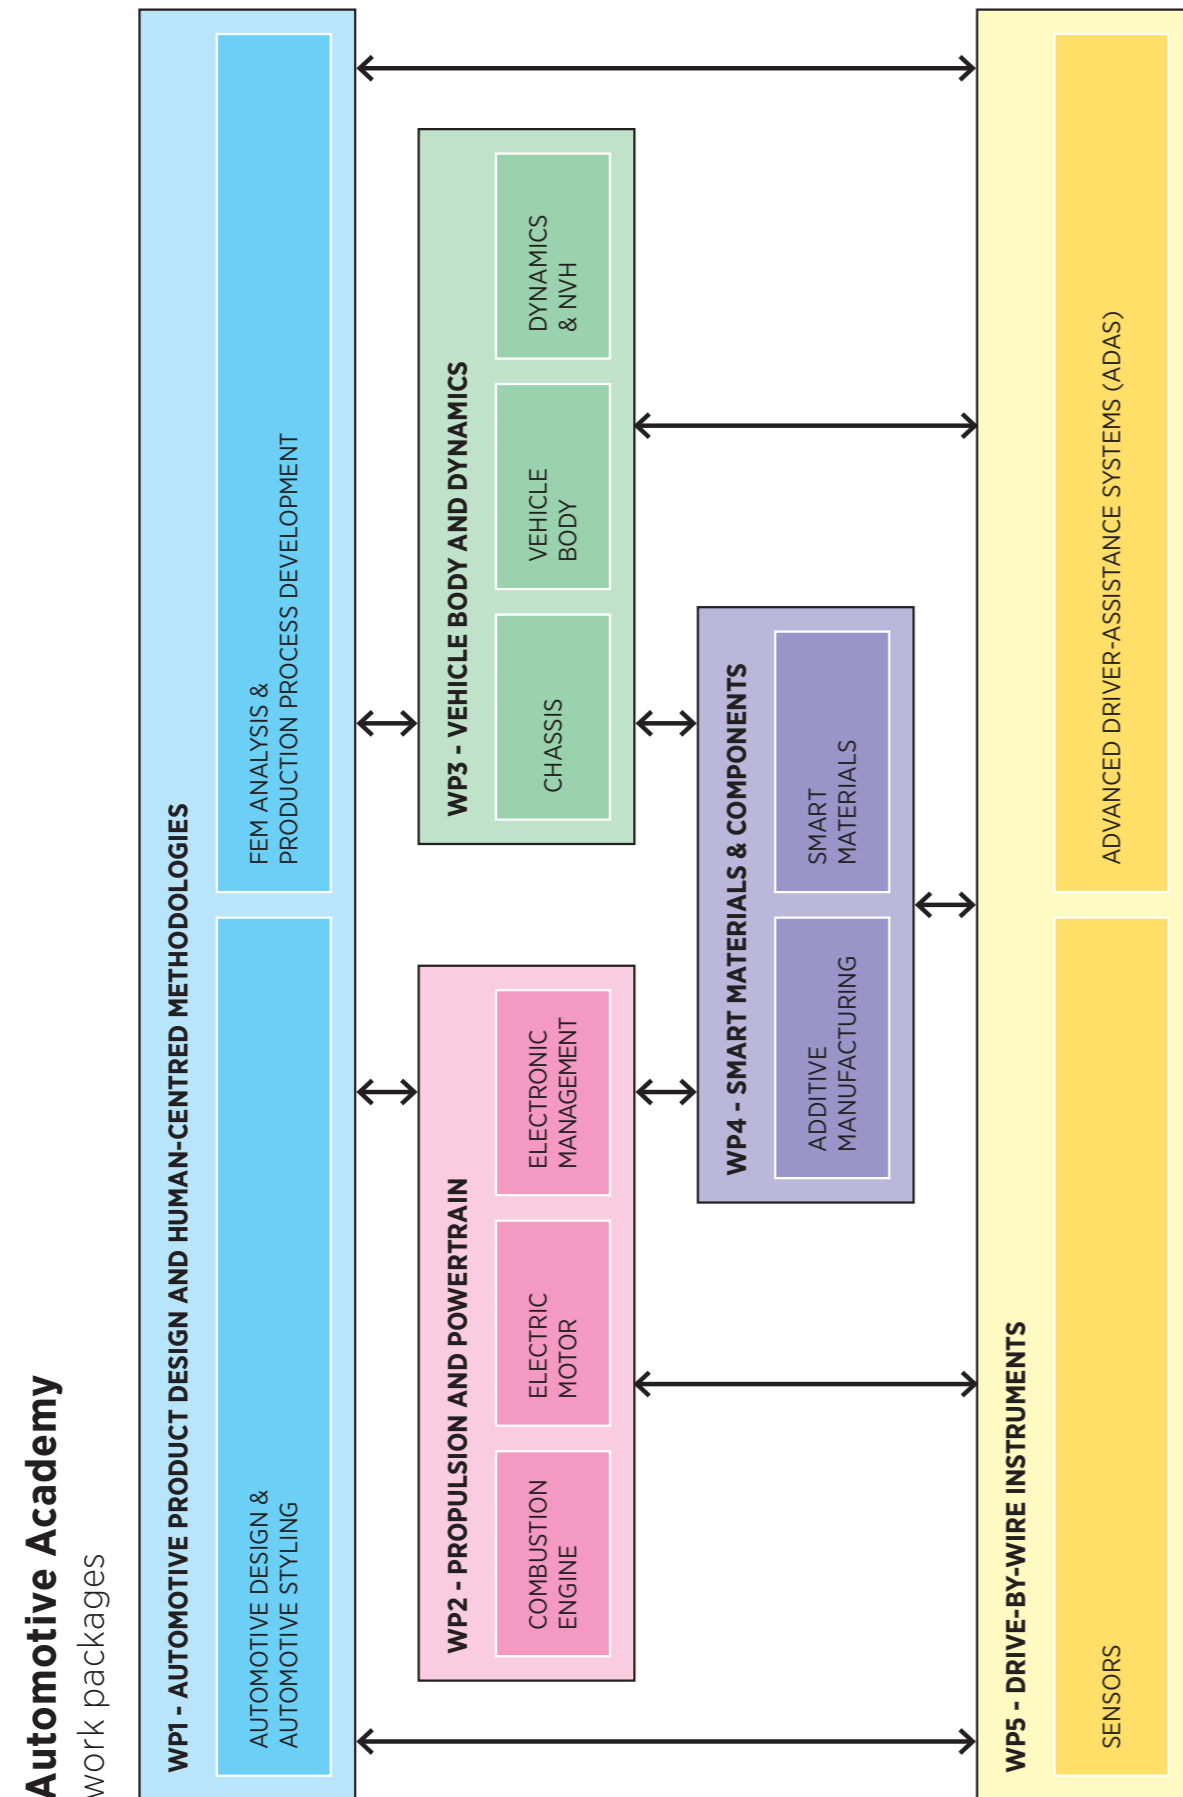 Automotive Academy
work packages
WP1 - AUTOMOTIVE PRODUCT DESIGN AND HUMAN-CENTRED METHODOLOGIES
AUTOMOTIVE DESIGN &
AUTOMOTIVE STYLING
FEM ANALYSIS &
PRODUCTION PROCESS DEVELOPMENT
WP2 - PROPULSION AND POWERTRAIN
COMBUSTION
ENGINE
ELECTRIC
MOTOR
ELECTRONIC
MANAGEMENT
WP3 - VEHICLE BODY AND DYNAMICS
CHASSIS
VEHICLE
BODY
DYNAMICS
& NVH
WP4 - SMART MATERIALS & COMPONENTS
ADDITIVE
MANUFACTURING
SMART
MATERIALS
WP5 - DRIVE-BY-WIRE INSTRUMENTS
SENSORS
ADVANCED DRIVER-ASSISTANCE SYSTEMS (ADAS)